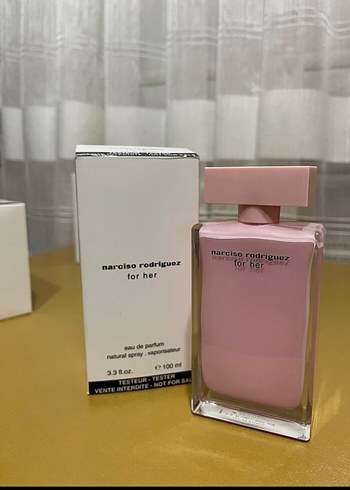 narciso rodriguez
for her
eau de parfum
natural spray . vaporisateur
3.3 fl.oz. ℮ 100 ml
TESTEUR - TESTER
VENTE INTERDITE - NOT FOR SAL
narciso rodriguez
for her